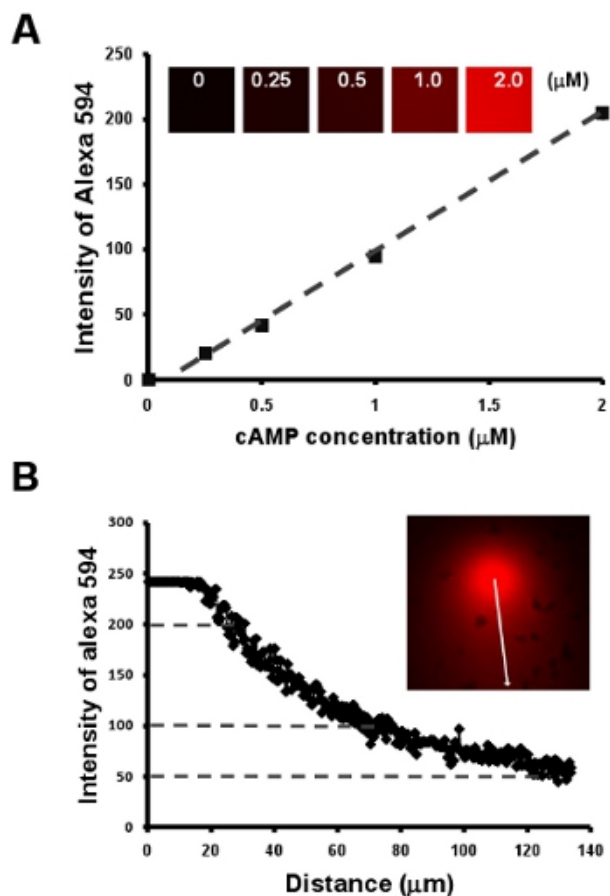 A
250
200
150
100
50
0
Intensity of Alexa 594
0 0.25 0.5 1.0 2.0 (μM)
0 0.5 1 1.5 2
cAMP concentration (μM)
B
300
250
200
150
100
50
0
Intensity of alexa 594
0 20 40 60 80 100 120 140
Distance (μm)